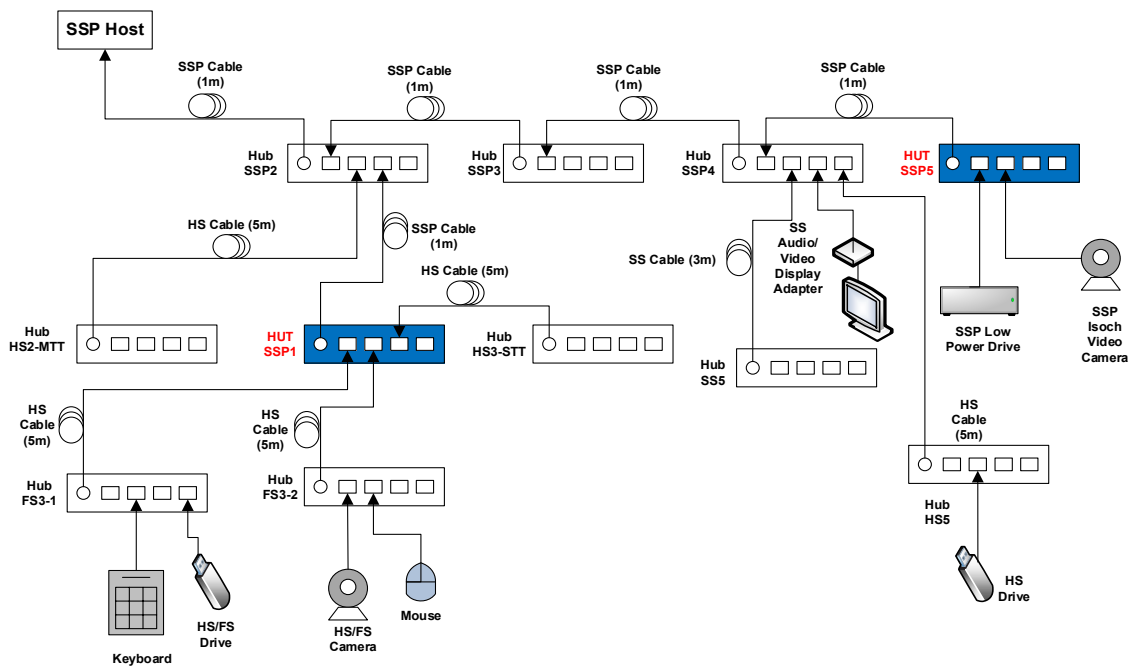 SSP Host
SSP Cable
(1m)
SSP Cable
(1m)
SSP Cable
(1m)
SSP Cable
(1m)
Hub
SSP2
Hub
SSP3
Hub
SSP4
HUT
SSP5
HS Cable (5m)
SSP Cable
(1m)
HS Cable (5m)
SS Cable (3m)
SS
Audio/
Video
Display
Adapter
SSP Low
Power Drive
SSP
Isoch
Video
Camera
Hub
HS2-MTT
HUT
SSP1
Hub
HS3-STT
Hub
SS5
HS
Cable
(5m)
HS
Cable
(5m)
HS
Cable
(5m)
Hub
FS3-1
Hub
FS3-2
Hub
HS5
Keyboard
HS/FS
Drive
HS/FS
Camera
Mouse
HS
Drive